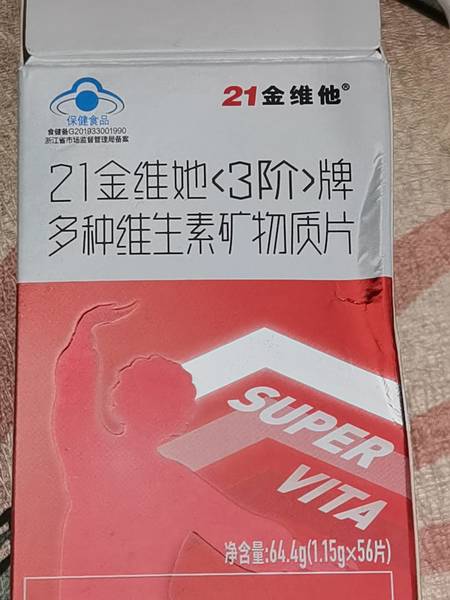 21金维他®
保健食品
食健备G201933001990
浙江省市场监督管理局备案
21金维她<3阶>牌
多种维生素矿物质片
SUPER
VITA
净含量:64.4g(1.15g×56片)